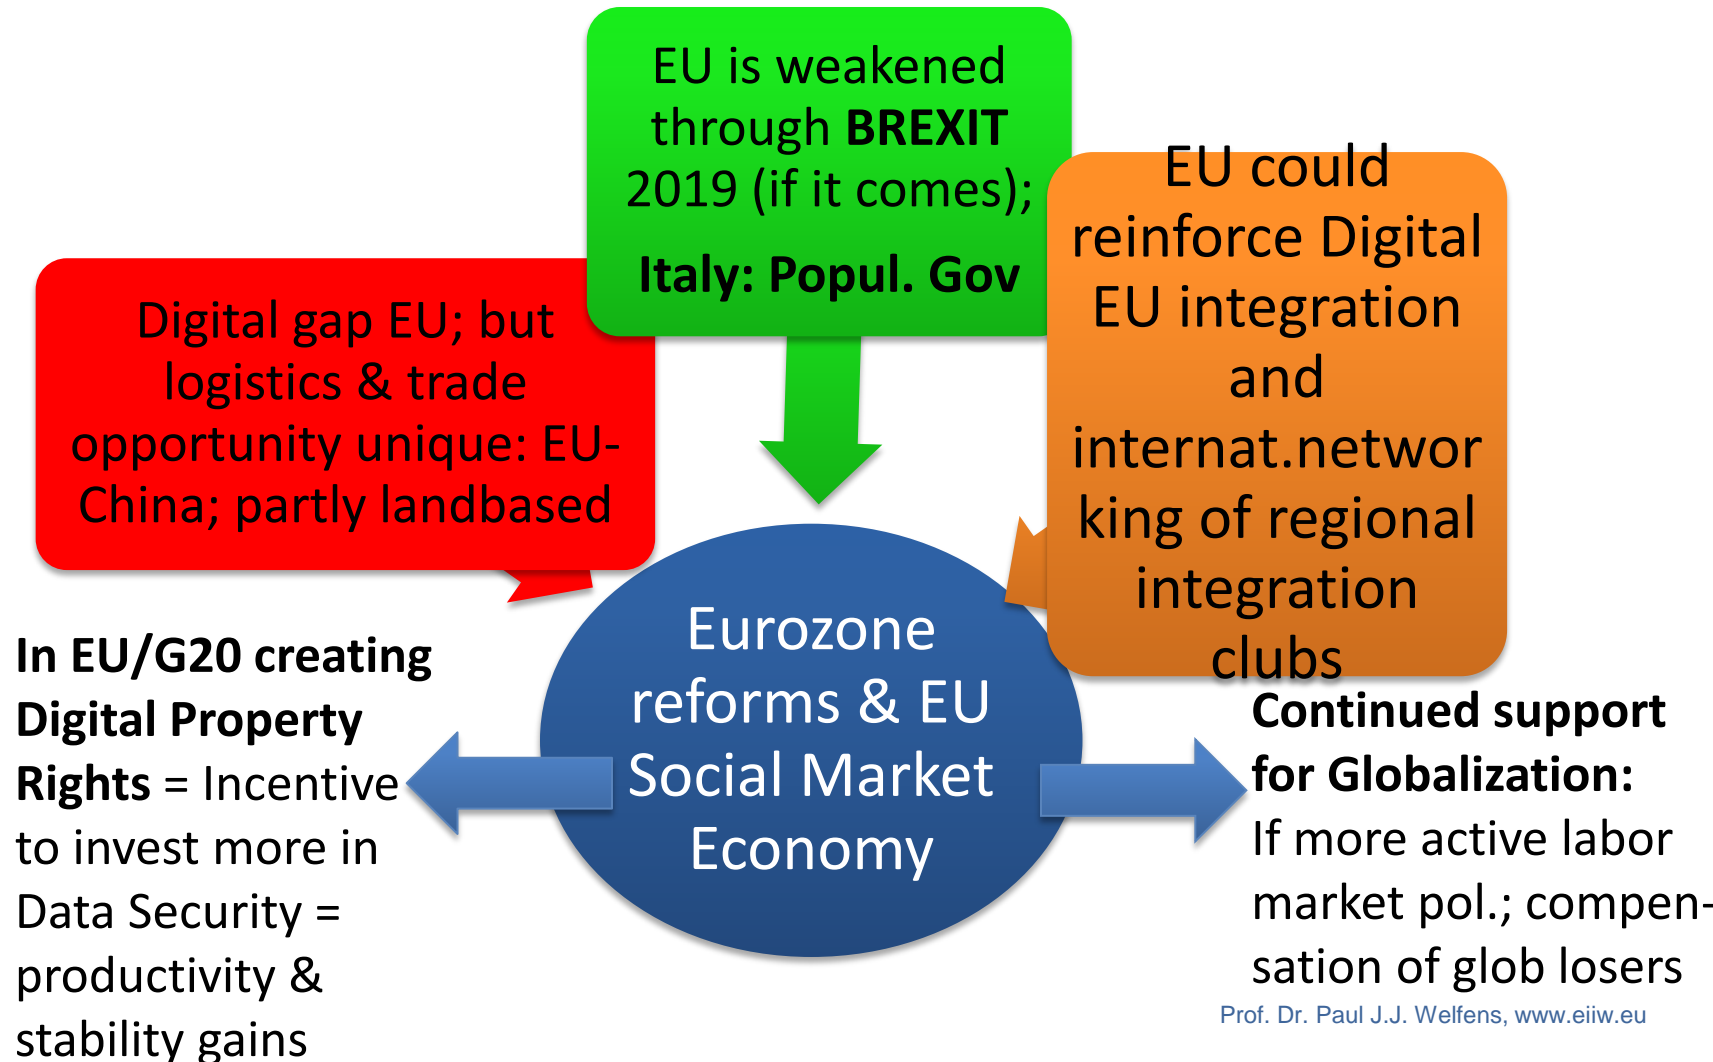 EU is weakened
through BREXIT
2019 (if it comes);
Italy: Popul. Gov
Digital gap EU; but
logistics & trade
opportunity unique: EU-
China; partly landbased
EU could
reinforce Digital
EU integration
and
internat.networ
king of regional
integration
clubs
Eurozone
reforms & EU
Social Market
Economy
In EU/G20 creating
Digital Property
Rights = Incentive
to invest more in
Data Security =
productivity &
stability gains
Continued support
for Globalization:
If more active labor
market pol.; compen-
sation of glob losers
Prof. Dr. Paul J.J. Welfens, www.eiiw.eu